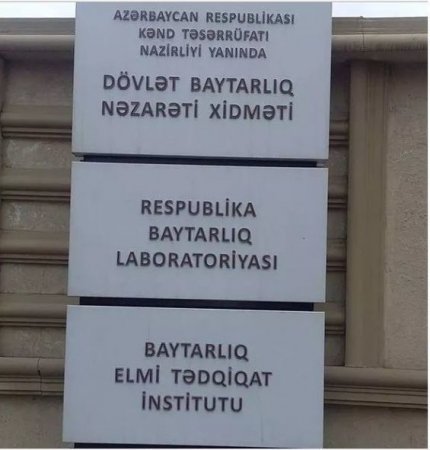 AZƏRBAYCAN RESPUBLİKASI
KƏND TƏSƏRRÜFATI
NAZİRLİYİ YANINDA
DÖVLƏT BAYTARLIQ
NƏZARƏTİ XİDMƏTİ
RESPUBLİKA
BAYTARLIQ
LABORATORİYASI
BAYTARLIQ
ELMİ TƏDQİQAT
İNSTİTUTU